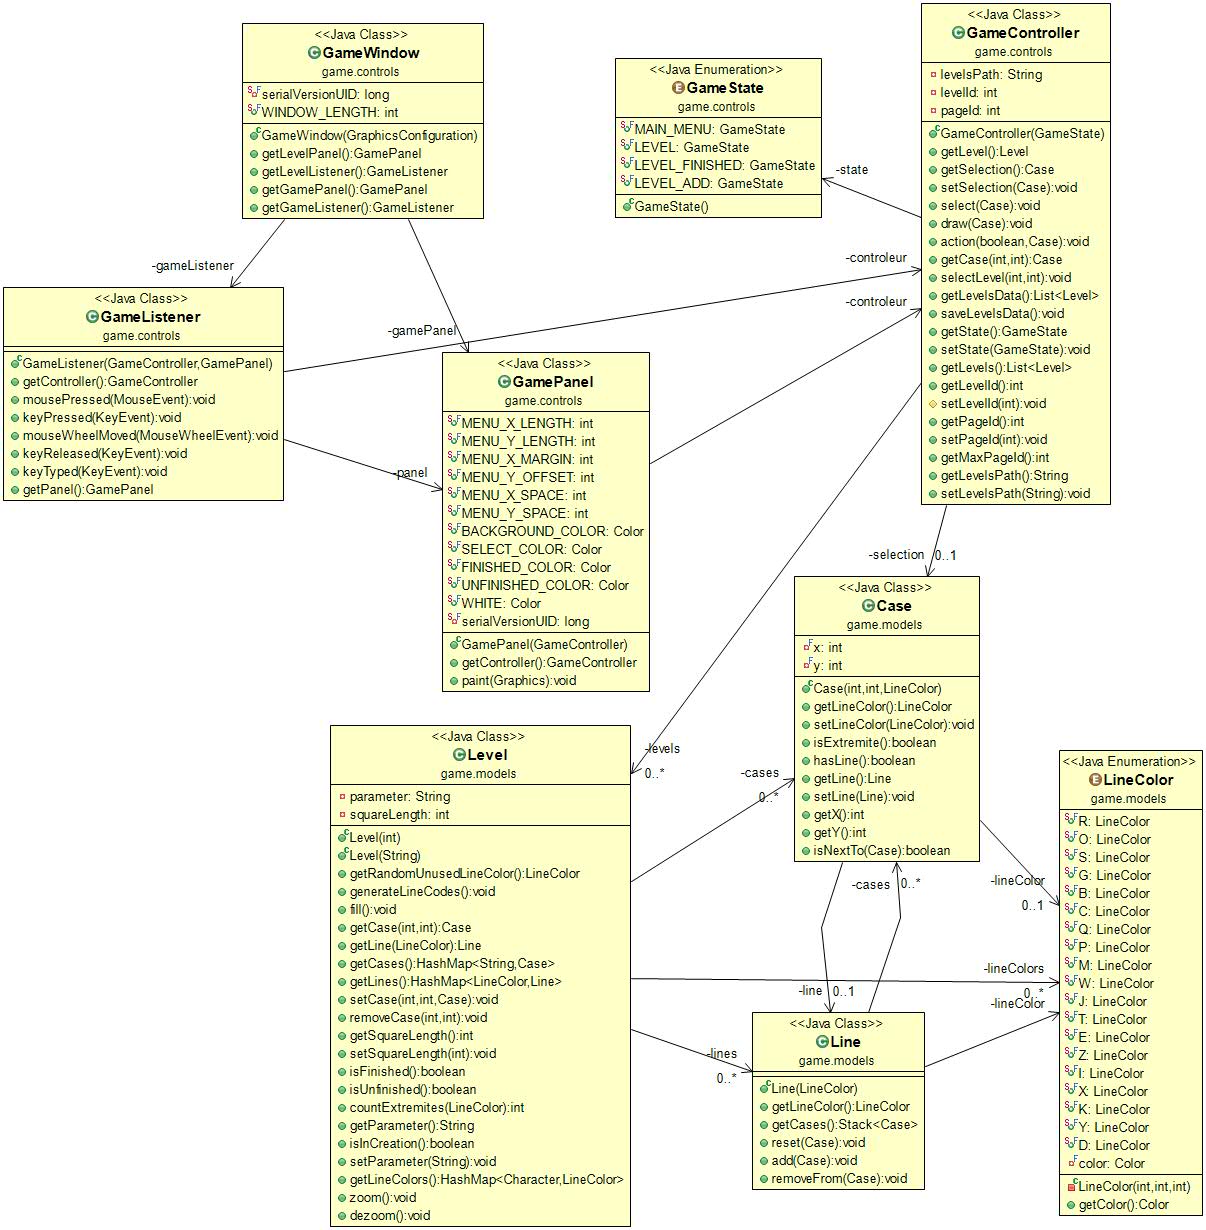 <<Java Class>>
GameWindow
game.controls
serialVersionUID: long
WINDOW_LENGTH: int
GameWindow(GraphicsConfiguration)
getLevelPanel():GamePanel
getLevelListener():GameListener
getGamePanel():GamePanel
getGameListener():GameListener
<<Java Enumeration>>
GameState
game.controls
MAIN_MENU: GameState
LEVEL: GameState
LEVEL_FINISHED: GameState
LEVEL_ADD: GameState
GameState()
<<Java Class>>
GameController
game.controls
levelsPath: String
levelId: int
pageId: int
GameController(GameState)
getLevel():Level
getSelection():Case
setSelection(Case):void
select(Case):void
draw(Case):void
action(boolean,Case):void
getCase(int,int):Case
selectLevel(int,int):void
getLevelsData():List<Level>
saveLevelsData():void
getState():GameState
setState(GameState):void
getLevels():List<Level>
getLevelId():int
setLevelId(int):void
getPageId():int
setPageId(int):void
getMaxPageId():int
getLevelsPath():String
setLevelsPath(String):void
-state
-gameListener
-controleur
-controleur
-gamePanel
-panel
<<Java Class>>
GameListener
game.controls
GameListener(GameController,GamePanel)
getController():GameController
mousePressed(MouseEvent):void
keyPressed(KeyEvent):void
mouseWheelMoved(MouseWheelEvent):void
keyReleased(KeyEvent):void
keyTyped(KeyEvent):void
getPanel():GamePanel
<<Java Class>>
GamePanel
game.controls
MENU_X_LENGTH: int
MENU_Y_LENGTH: int
MENU_X_MARGIN: int
MENU_Y_OFFSET: int
MENU_X_SPACE: int
MENU_Y_SPACE: int
BACKGROUND_COLOR: Color
SELECT_COLOR: Color
FINISHED_COLOR: Color
UNFINISHED_COLOR: Color
WHITE: Color
serialVersionUID: long
GamePanel(GameController)
getController():GameController
paint(Graphics):void
-selection 0..1
<<Java Class>>
Case
game.models
x: int
y: int
Case(int,int,LineColor)
getLineColor():LineColor
setLineColor(LineColor):void
isExtremite():boolean
hasLine():boolean
getLine():Line
setLine(Line):void
getX():int
getY():int
isNextTo(Case):boolean
-levels
0..*
-cases
0..*
-cases 0..*
-lineColor
0..1
-lineColors
0..*
-lineColor
-line 0..1
-lines
0..*
<<Java Class>>
Level
game.models
parameter: String
squareLength: int
Level(int)
Level(String)
getRandomUnusedLineColor():LineColor
generateLineCodes():void
fill():void
getCase(int,int):Case
getLine(LineColor):Line
getCases():HashMap<String,Case>
getLines():HashMap<LineColor,Line>
setCase(int,int,Case):void
removeCase(int,int):void
getSquareLength():int
setSquareLength(int):void
isFinished():boolean
isUnfinished():boolean
countExtremites(LineColor):int
getParameter():String
isInCreation():boolean
setParameter(String):void
getLineColors():HashMap<Character,LineColor>
zoom():void
dezoom():void
<<Java Class>>
Line
game.models
Line(LineColor)
getLineColor():LineColor
getCases():Stack<Case>
reset(Case):void
add(Case):void
removeFrom(Case):void
<<Java Enumeration>>
LineColor
game.models
R: LineColor
O: LineColor
S: LineColor
G: LineColor
B: LineColor
C: LineColor
Q: LineColor
P: LineColor
M: LineColor
W: LineColor
J: LineColor
T: LineColor
E: LineColor
Z: LineColor
I: LineColor
X: LineColor
K: LineColor
Y: LineColor
D: LineColor
color: Color
LineColor(int,int,int)
getColor():Color